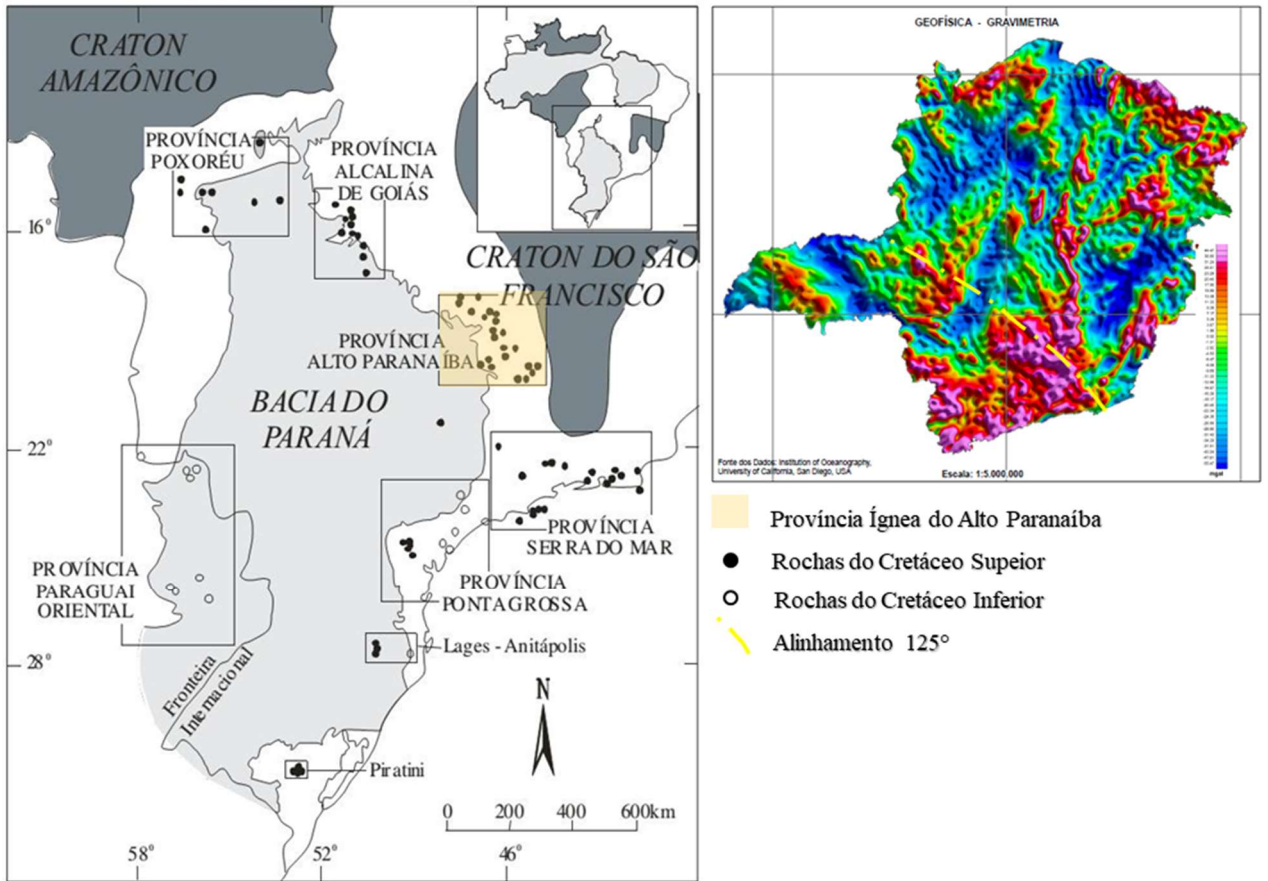 CRATON
AMAZÔNICO
PROVÍNCIA
POXORÉU
PROVÍNCIA
ALCALINA
DE GOIÁS
16°
CRATON DO SÃO
FRANCISCO
PROVÍNCIA
ALTO PARANAÍBA
BACIA DO
PARANÁ
22°
PROVÍNCIA
SERRA DO MAR
PROVÍNCIA
PARAGUAI
ORIENTAL
PROVÍNCIA
PONTA GROSSA
Lages - Anitápolis
28°
Fronteira
Internacional
N
Piratini
0 200 400 600km
58° 52° 46°
GEOFÍSICA - GRAVIMETRIA
mgal
Fonte dos Dados: Institution of Oceanography,
University of California, San Diego, USA
Escala: 1:5.000.000
Província Ígnea do Alto Paranaíba
Rochas do Cretáceo Supeior
Rochas do Cretáceo Inferior
Alinhamento 125°